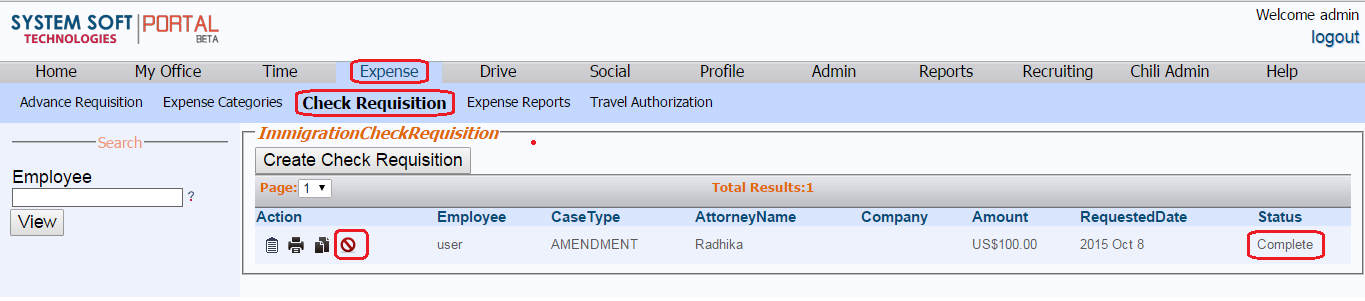 SYSTEM SOFT
TECHNOLOGIES
PORTAL
BETA
Welcome admin
logout
Home My Office Time Expense Drive Social Profile Admin Reports Recruiting Chili Admin Help
Advance Requisition Expense Categories Check Requisition Expense Reports Travel Authorization
Search
Employee
?
View
ImmigrationCheckRequisition
Create Check Requisition
Page: 1 Total Results:1
Action Employee CaseType AttorneyName Company Amount RequestedDate Status
user AMENDMENT Radhika US$100.00 2015 Oct 8 Complete